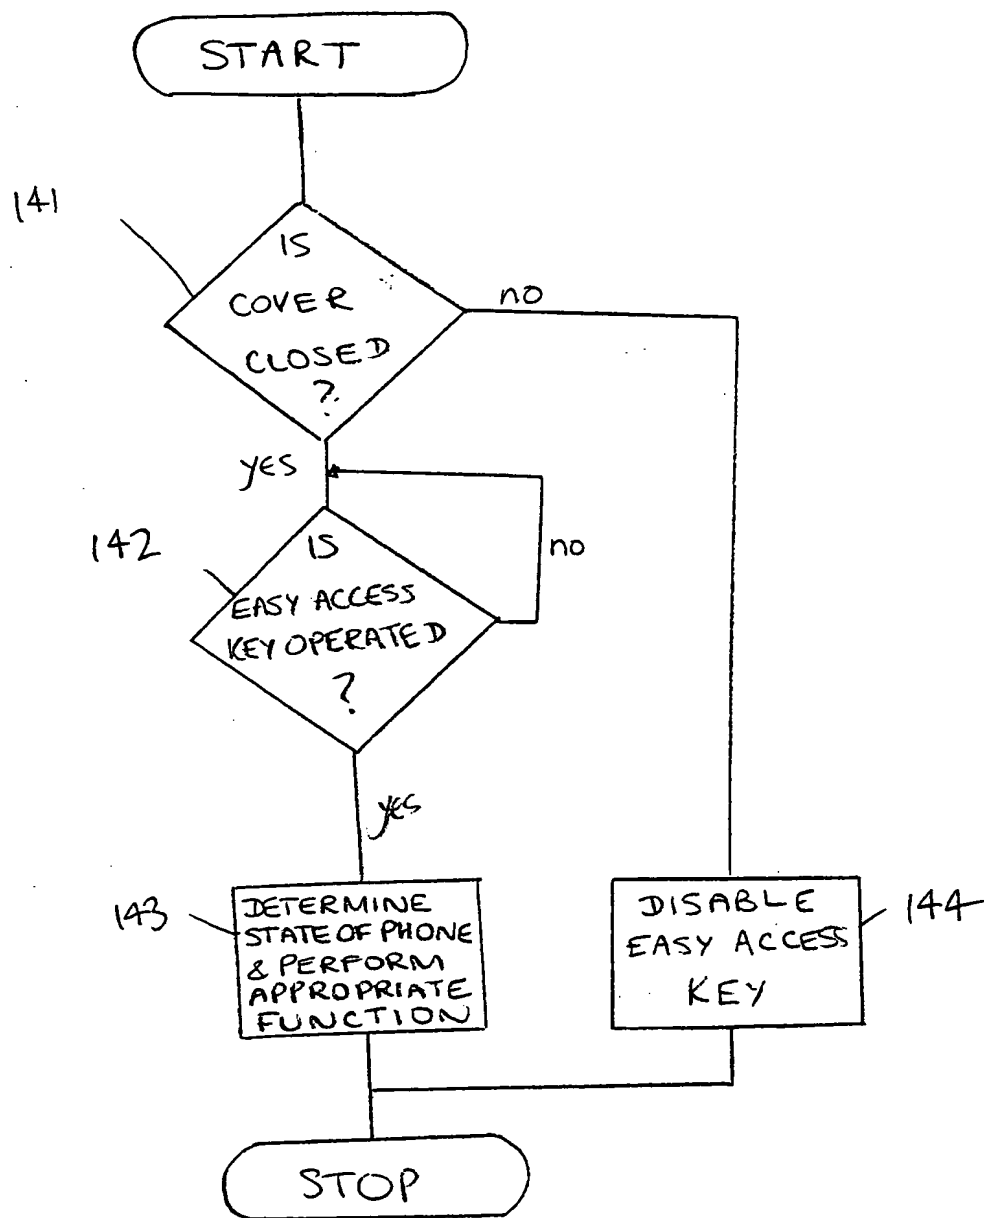 START
141
IS
COVER
CLOSED
?
no
yes
142
IS
EASY ACCESS
KEY OPERATED
?
no
yes
143
DETERMINE
STATE OF PHONE
& PERFORM
APPROPRIATE
FUNCTION
DISABLE
EASY ACCESS
KEY
144
STOP